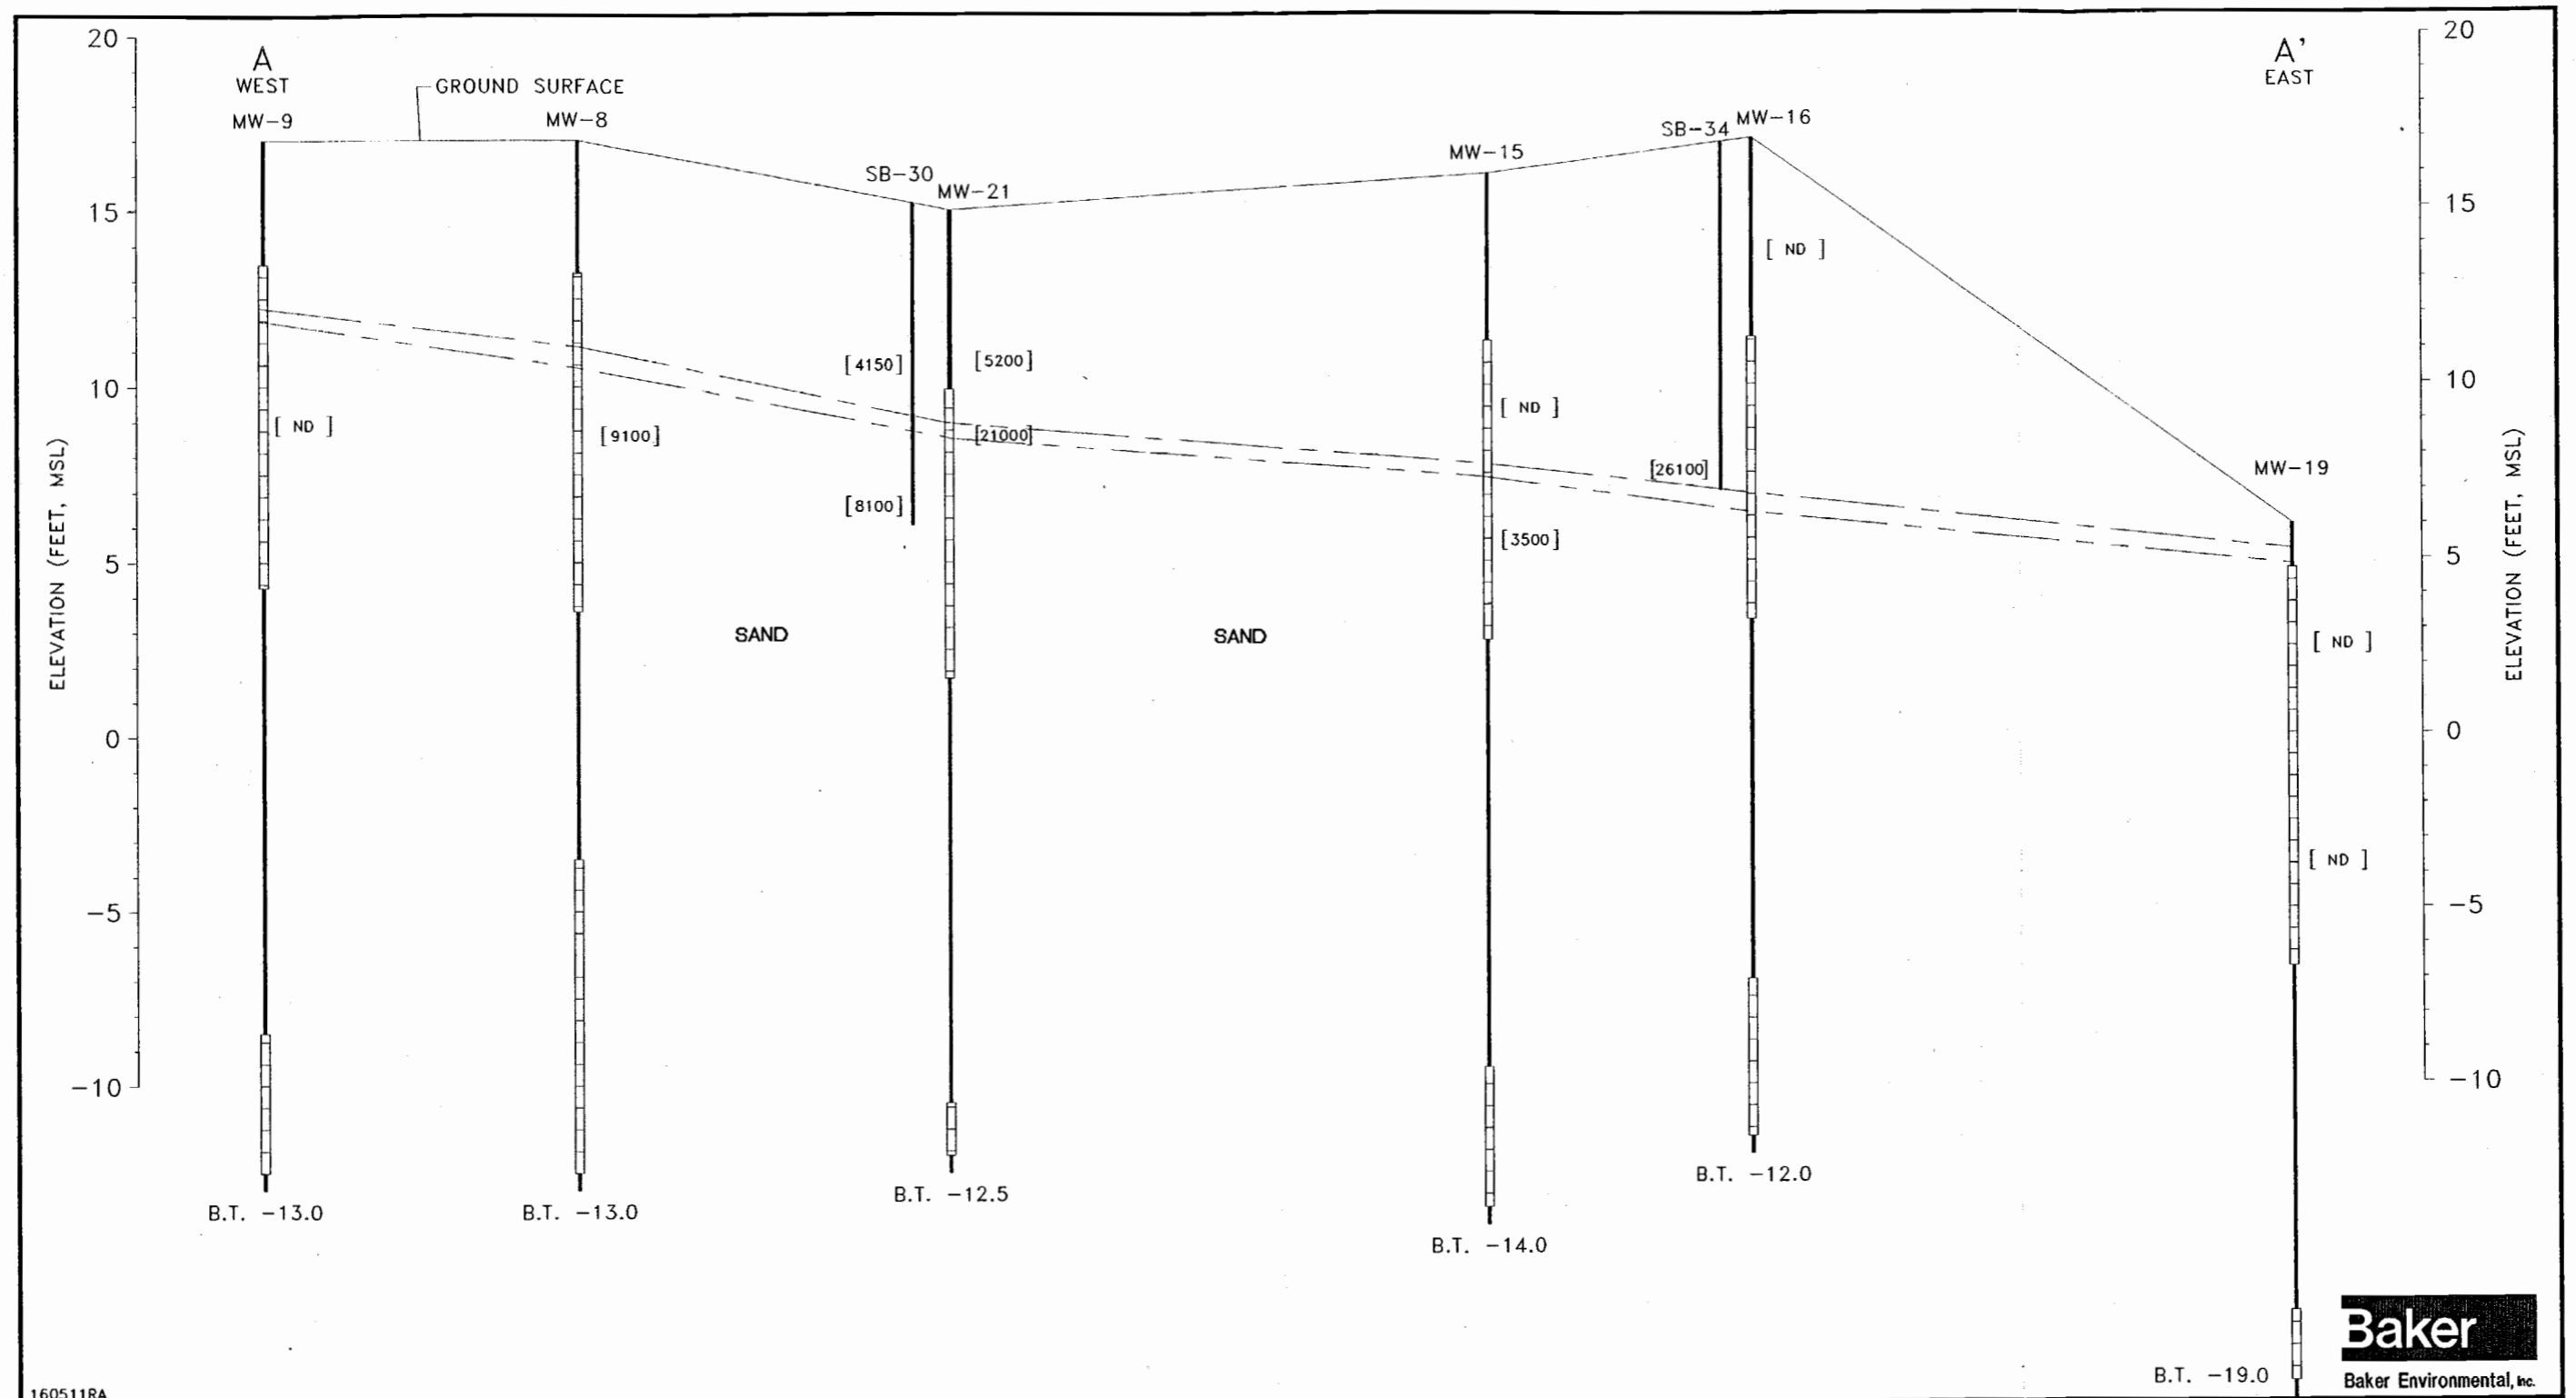 20
A
WEST
GROUND SURFACE
MW-9
MW-8
SB-30
MW-21
MW-15
SB-34
MW-16
A'
EAST
20
15
15
[ ND ]
[4150]
[5200]
10
10
[ ND ]
[ ND ]
[9100]
[21000]
MW-19
[26100]
[8100]
[3500]
5
5
ELEVATION (FEET, MSL)
ELEVATION (FEET, MSL)
SAND
SAND
[ ND ]
0
0
[ ND ]
-5
-5
-10
-10
B.T. -13.0
B.T. -13.0
B.T. -12.5
B.T. -14.0
B.T. -12.0
B.T. -19.0
Baker
Baker Environmental, Inc.
160511RA